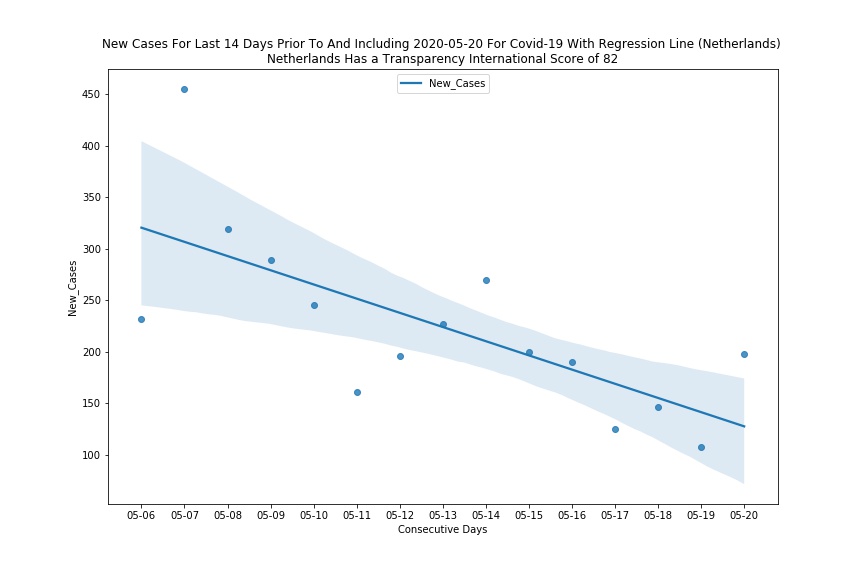 New Cases For Last 14 Days Prior To And Including 2020-05-20 For Covid-19 With Regression Line (Netherlands)
Netherlands Has a Transparency International Score of 82
New_Cases
450
400
350
300
250
200
150
100
New_Cases
05-06 05-07 05-08 05-09 05-10 05-11 05-12 05-13 05-14 05-15 05-16 05-17 05-18 05-19 05-20
Consecutive Days